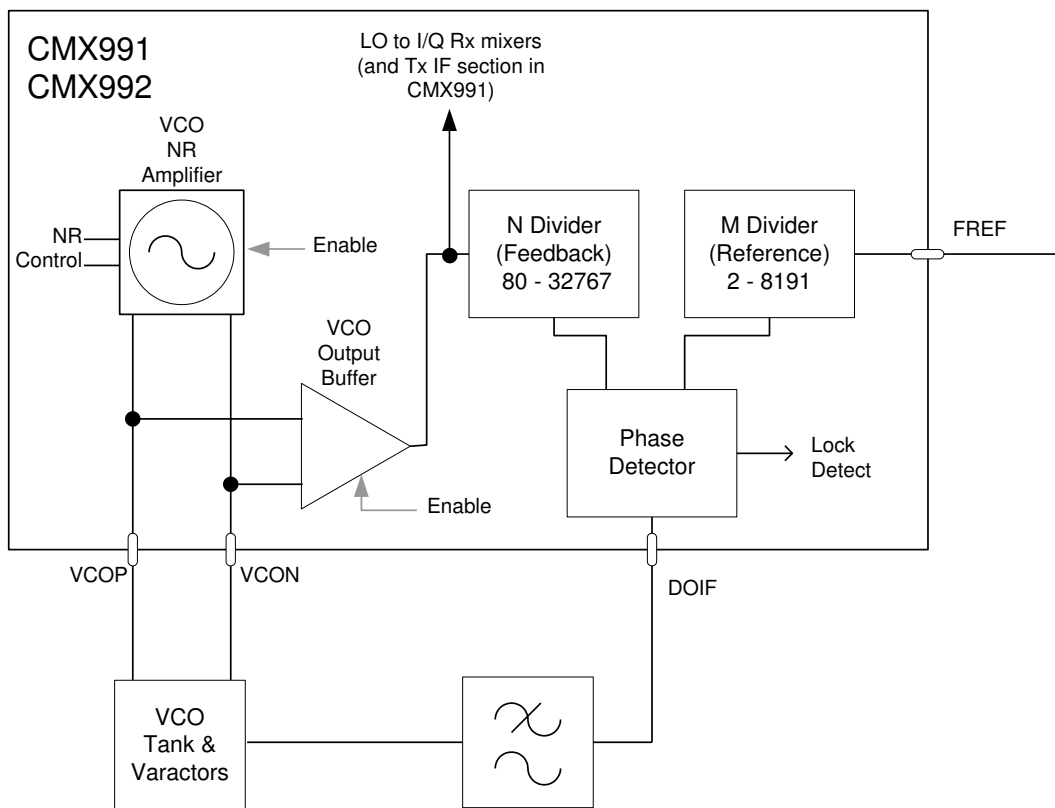 CMX991
CMX992
LO to I/Q Rx mixers
(and Tx IF section in
CMX991)
VCO
NR
Amplifier
NR
Control
Enable
N Divider
(Feedback)
80 - 32767
M Divider
(Reference)
2 - 8191
FREF
VCO
Output
Buffer
Enable
Phase
Detector
Lock
Detect
VCOP
VCON
DOIF
VCO
Tank &
Varactors